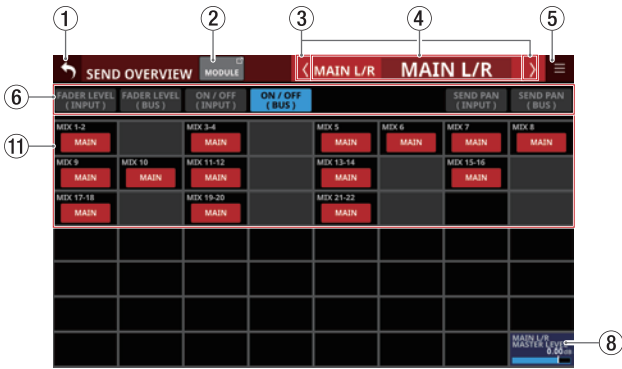 ① ② ③ ④ ⑤
SEND OVERVIEW MODULE MAIN L/R MAIN L/R
⑥
FADER LEVEL FADER LEVEL ON / OFF ON / OFF SEND PAN SEND PAN
( INPUT ) ( BUS ) ( INPUT ) ( BUS ) ( INPUT ) ( BUS )
⑪
MIX 1-2 MIX 3-4 MIX 5 MIX 6 MIX 7 MIX 8
MAIN MAIN MAIN MAIN MAIN MAIN
MIX 9 MIX 10 MIX 11-12 MIX 13-14 MIX 15-16
MAIN MAIN MAIN MAIN MAIN
MIX 17-18 MIX 19-20 MIX 21-22
MAIN MAIN MAIN
MAIN L/R
MASTER LEVEL
0.00 dB
⑧